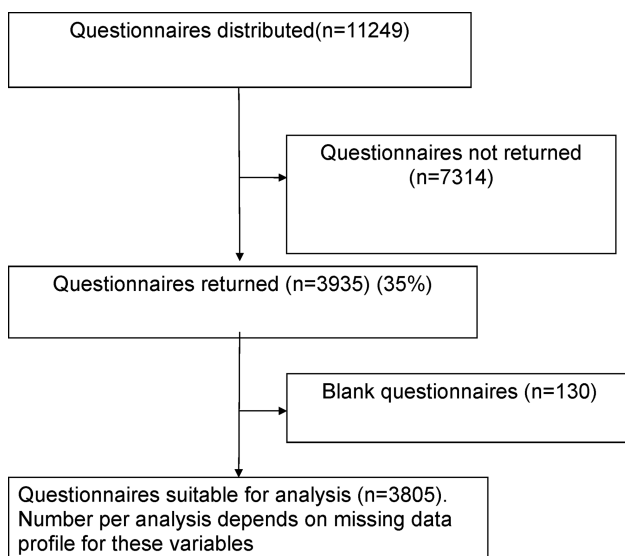 Questionnaires distributed(n=11249)
Questionnaires not returned
(n=7314)
Questionnaires returned (n=3935) (35%)
Blank questionnaires (n=130)
Questionnaires suitable for analysis (n=3805).
Number per analysis depends on missing data
profile for these variables